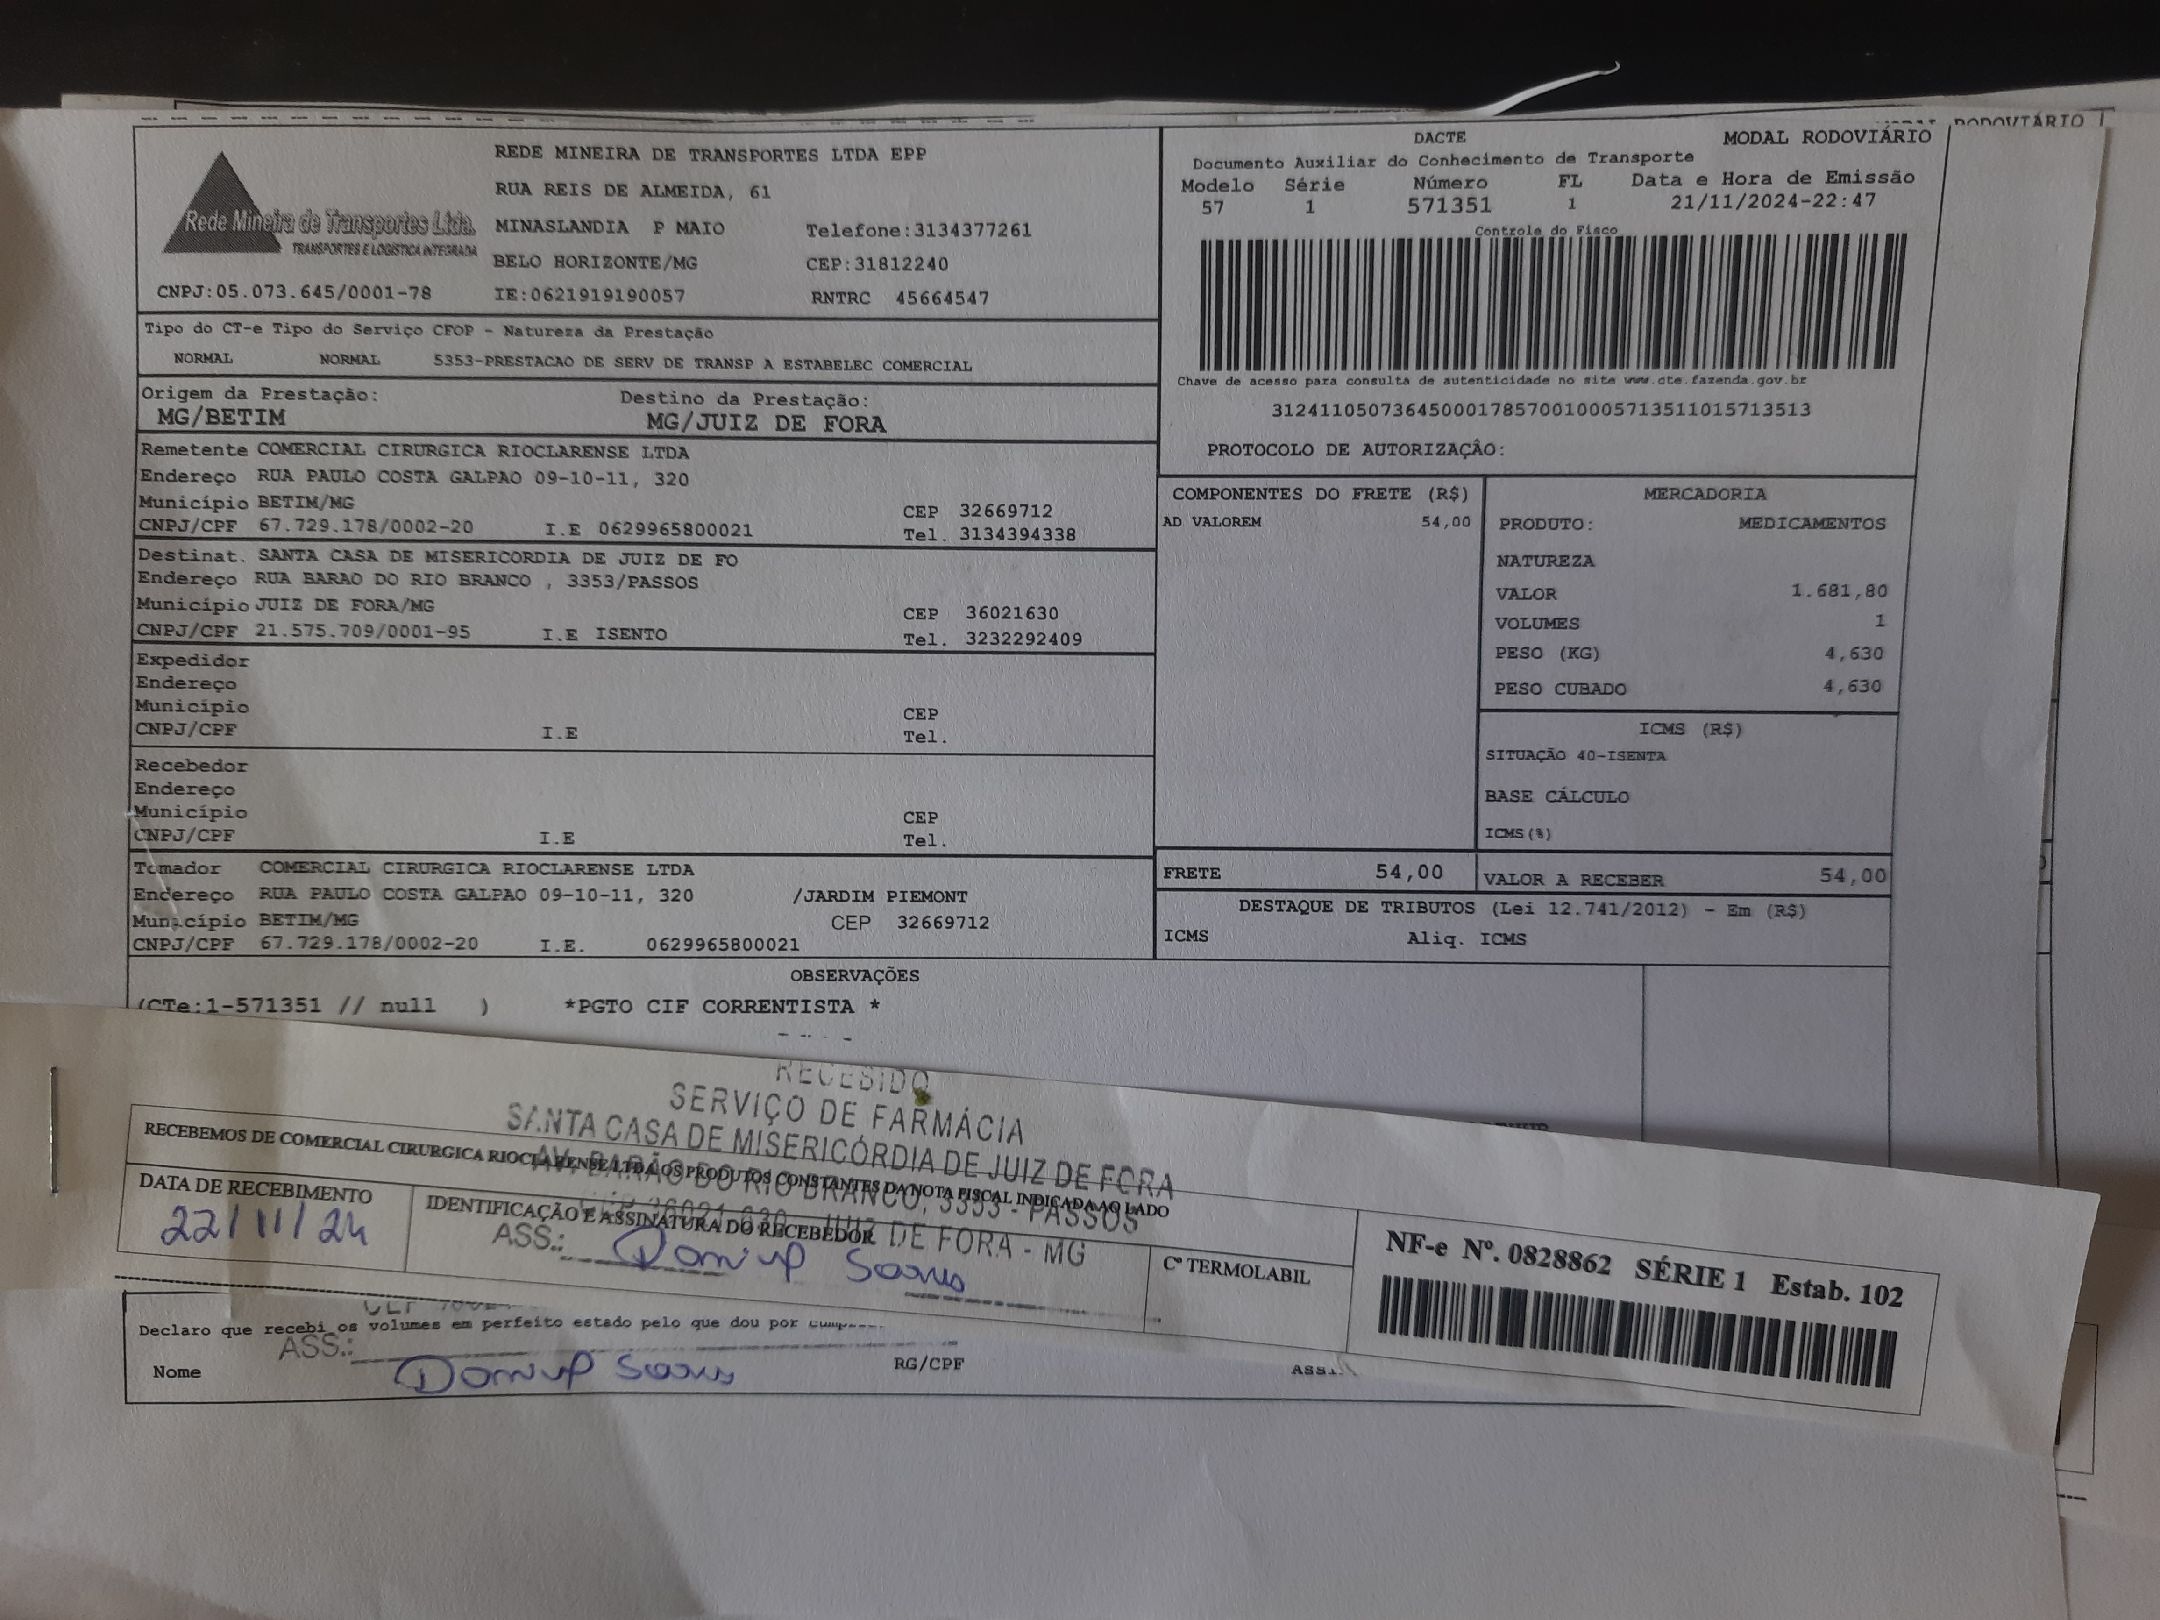 MODAL RODOVIÁRIO
Rede Mineira de Transportes Ltda.
TRANSPORTES E LOGÍSTICA INTEGRADA
REDE MINEIRA DE TRANSPORTES LTDA EPP
RUA REIS DE ALMEIDA, 61
MINASLANDIA P MAIO Telefone:3134377261
BELO HORIZONTE/MG CEP:31812240
CNPJ:05.073.645/0001-78 IE:0621919190057 RNTRC 45664547
DACTE MODAL RODOVIÁRIO
Documento Auxiliar do Conhecimento de Transporte
Modelo Série Número FL Data e Hora de Emissão
57 1 571351 1 21/11/2024-22:47
Controle do Fisco
Chave de acesso para consulta de autenticidade no site www.cte.fazenda.gov.br
31241105073645000178570010005713511015713513
PROTOCOLO DE AUTORIZAÇÂO:
Tipo do CT-e Tipo do Serviço CFOP - Natureza da Prestação
NORMAL NORMAL 5353-PRESTACAO DE SERV DE TRANSP A ESTABELEC COMERCIAL
Origem da Prestação: Destino da Prestação:
MG/BETIM MG/JUIZ DE FORA
Remetente COMERCIAL CIRURGICA RIOCLARENSE LTDA
Endereço RUA PAULO COSTA GALPAO 09-10-11, 320
Município BETIM/MG CEP 32669712
CNPJ/CPF 67.729.178/0002-20 I.E 0629965800021 Tel. 3134394338
Destinat. SANTA CASA DE MISERICORDIA DE JUIZ DE FO
Endereço RUA BARAO DO RIO BRANCO , 3353/PASSOS
Município JUIZ DE FORA/MG CEP 36021630
CNPJ/CPF 21.575.709/0001-95 I.E ISENTO Tel. 3232292409
Expedidor
Endereço
Município CEP
CNPJ/CPF I.E Tel.
Recebedor
Endereço
Município CEP
CNPJ/CPF I.E Tel.
Tomador COMERCIAL CIRURGICA RIOCLARENSE LTDA
Endereço RUA PAULO COSTA GALPAO 09-10-11, 320 /JARDIM PIEMONT
Município BETIM/MG CEP 32669712
CNPJ/CPF 67.729.178/0002-20 I.E. 0629965800021
COMPONENTES DO FRETE (R$)
AD VALOREM 54,00
MERCADORIA
PRODUTO: MEDICAMENTOS
NATUREZA
VALOR 1.681,80
VOLUMES 1
PESO (KG) 4,630
PESO CUBADO 4,630
ICMS (R$)
SITUAÇÃO 40-ISENTA
BASE CÁLCULO
ICMS(%)
FRETE 54,00 VALOR A RECEBER 54,00
DESTAQUE DE TRIBUTOS (Lei 12.741/2012) - Em (R$)
ICMS Aliq. ICMS
OBSERVAÇÕES
(CTe:1-571351 // null ) *PGTO CIF CORRENTISTA *
RECEBIDO
SERVIÇO DE FARMÁCIA
SANTA CASA DE MISERICÓRDIA DE JUIZ DE FORA
AV. BARÃO DO RIO BRANCO, 3353 - PASSOS
CEP 36021-630 - JUIZ DE FORA - MG
ASS.:
RECEBEMOS DE COMERCIAL CIRURGICA RIOCLARENSE LTDA OS PRODUTOS CONSTANTES DA NOTA FISCAL INDICADA AO LADO
DATA DE RECEBIMENTO
22/11/24
IDENTIFICAÇÃO E ASSINATURA DO RECEBEDOR
Cº TERMOLABIL
NF-e Nº. 0828862 SÉRIE 1 Estab. 102
Declaro que recebi os volumes em perfeito estado pelo que dou por
ASS.:
Nome RG/CPF